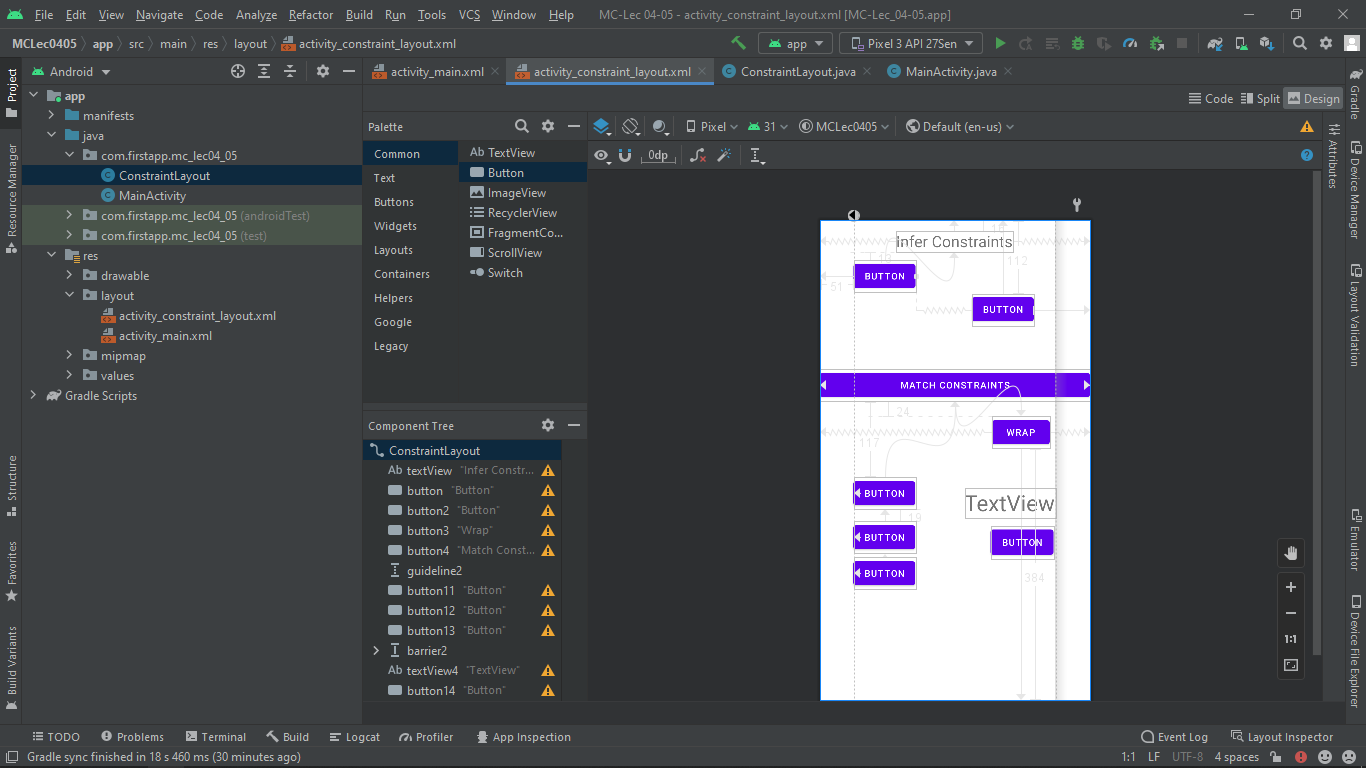 File Edit View Navigate Code Analyze Refactor Build Run Tools VCS Window Help MC-Lec 04-05 - activity_constraint_layout.xml [MC-Lec_04-05.app]
MCLec0405 app src main res layout activity_constraint_layout.xml app Pixel 3 API 27Sen
Project
Resource Manager
Structure
Favorites
Build Variants
Android
app
manifests
java
com.firstapp.mc_lec04_05
ConstraintLayout
MainActivity
com.firstapp.mc_lec04_05 (androidTest)
com.firstapp.mc_lec04_05 (test)
res
drawable
layout
activity_constraint_layout.xml
activity_main.xml
mipmap
values
Gradle Scripts
activity_main.xml activity_constraint_layout.xml ConstraintLayout.java MainActivity.java
Code Split Design
Palette
Common
Text
Buttons
Widgets
Layouts
Containers
Helpers
Google
Legacy
Ab TextView
Button
ImageView
RecyclerView
FragmentCo...
ScrollView
Switch
Component Tree
ConstraintLayout
Ab textView "Infer Constr...
button "Button"
button2 "Button"
button3 "Wrap"
button4 "Match Const...
guideline2
button11 "Button"
button12 "Button"
button13 "Button"
barrier2
Ab textView4 "TextView"
button14 "Button"
Pixel 31 MCLec0405 Default (en-us)
0dp
Infer Constraints
13
112
BUTTON
51
BUTTON
MATCH CONSTRAINTS
24
WRAP
117
BUTTON
TextView
19
BUTTON
BUTTON
BUTTON
384
1:1
Attributes
Gradle
Device Manager
Layout Validation
Emulator
Device File Explorer
TODO Problems Terminal Build Logcat Profiler App Inspection Event Log Layout Inspector
Gradle sync finished in 18 s 460 ms (30 minutes ago) 1:1 LF UTF-8 4 spaces